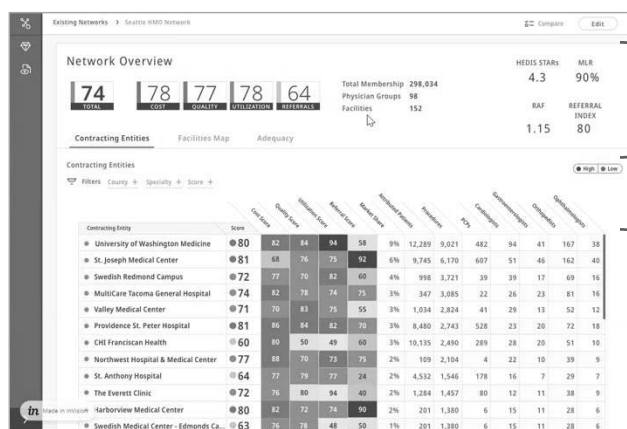 Existing Networks > Seattle HMO Network
Compare
Edit
Network Overview
74
TOTAL
78
COST
77
QUALITY
78
UTILIZATION
64
REFERRALS
Total Membership 298,034
Physician Groups 98
Facilities 152
HEDIS STARs
4.3
MLR
90%
RAF
1.15
REFERRAL
INDEX
80
Contracting Entities Facilities Map Adequacy
Contracting Entities
High Low
Filters County + Specialty + Score +
Contracting Entity Score Cost Score Quality Score Utilization Score Referral Score Market Share Attributed Patients Procedures PCPs Cardiologists Gastroenterologists Orthopedists Ophthalmologists
University of Washington Medicine 80 82 84 94 58 9% 12,289 9,021 482 94 41 167 38
St. Joseph Medical Center 81 68 76 75 92 6% 9,745 6,170 607 51 46 162 40
Swedish Redmond Campus 72 77 70 82 60 4% 998 3,721 39 39 17 69 16
MultiCare Tacoma General Hospital 74 82 78 74 75 3% 347 3,085 22 26 23 81 16
Valley Medical Center 71 70 83 75 55 3% 1,034 2,824 41 29 13 52 12
Providence St. Peter Hospital 81 86 84 82 70 3% 8,480 2,743 528 23 20 72 18
CHI Franciscan Health 60 80 50 49 60 3% 10,135 2,490 289 28 20 51 10
Northwest Hospital & Medical Center 77 88 70 73 75 2% 109 2,104 4 22 10 39 9
St. Anthony Hospital 64 77 79 77 24 2% 4,532 1,546 178 16 7 29 7
The Everett Clinic 72 76 80 94 40 2% 1,284 1,457 80 12 11 38 9
Harborview Medical Center 80 82 72 74 90 2% 201 1,380 6 15 11 28 6
Swedish Medical Center - Edmonds Ca... 63 76 78 48 50 1% 201 1,380 6 15 11 28 6
in Made in InVision